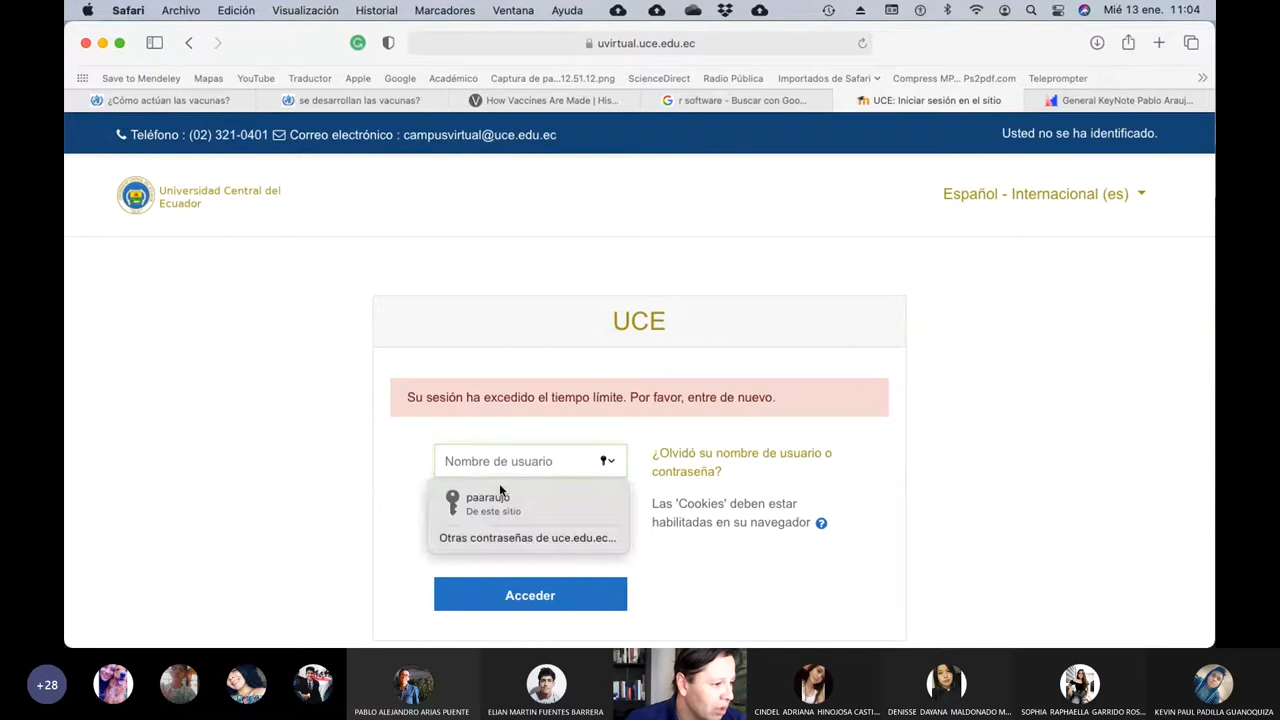 Safari Archivo Edición Visualización Historial Marcadores Ventana Ayuda Mié 13 ene. 11:04
uvirtual.uce.edu.ec
Save to Mendeley Mapas YouTube Traductor Apple Google Académico Captura de pa...12.51.12.png ScienceDirect Radio Pública Importados de Safari Compress MP... Ps2pdf.com Teleprompter
¿Cómo actúan las vacunas? se desarrollan las vacunas? How Vaccines Are Made | His... r software - Buscar con Goo... UCE: Iniciar sesión en el sitio General KeyNote Pablo Arauj...
Teléfono : (02) 321-0401 Correo electrónico : campusvirtual@uce.edu.ec Usted no se ha identificado.
Universidad Central del
Ecuador
Español - Internacional (es)
UCE
Su sesión ha excedido el tiempo límite. Por favor, entre de nuevo.
Nombre de usuario
paaraujo
De este sitio
Otras contraseñas de uce.edu.ec...
Acceder
¿Olvidó su nombre de usuario o
contraseña?
Las 'Cookies' deben estar
habilitadas en su navegador ?
+28 PABLO ALEJANDRO ARIAS PUENTE ELIAN MARTIN FUENTES BARRERA CINDEL ADRIANA HINOJOSA CASTI... DENISSE DAYANA MALDONADO M... SOPHIA RAPHAELLA GARRIDO ROS... KEVIN PAUL PADILLA GUANOQUIZA